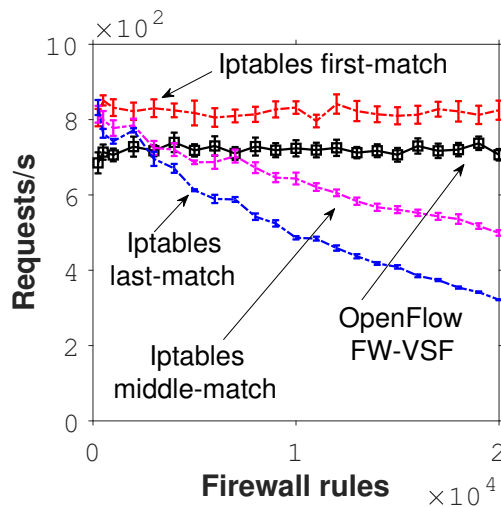 ×10²
10
8
6
4
2
0
Requests/s
Iptables first-match
Iptables
last-match
Iptables
middle-match
OpenFlow
FW-VSF
0
1
2
Firewall rules
×10⁴